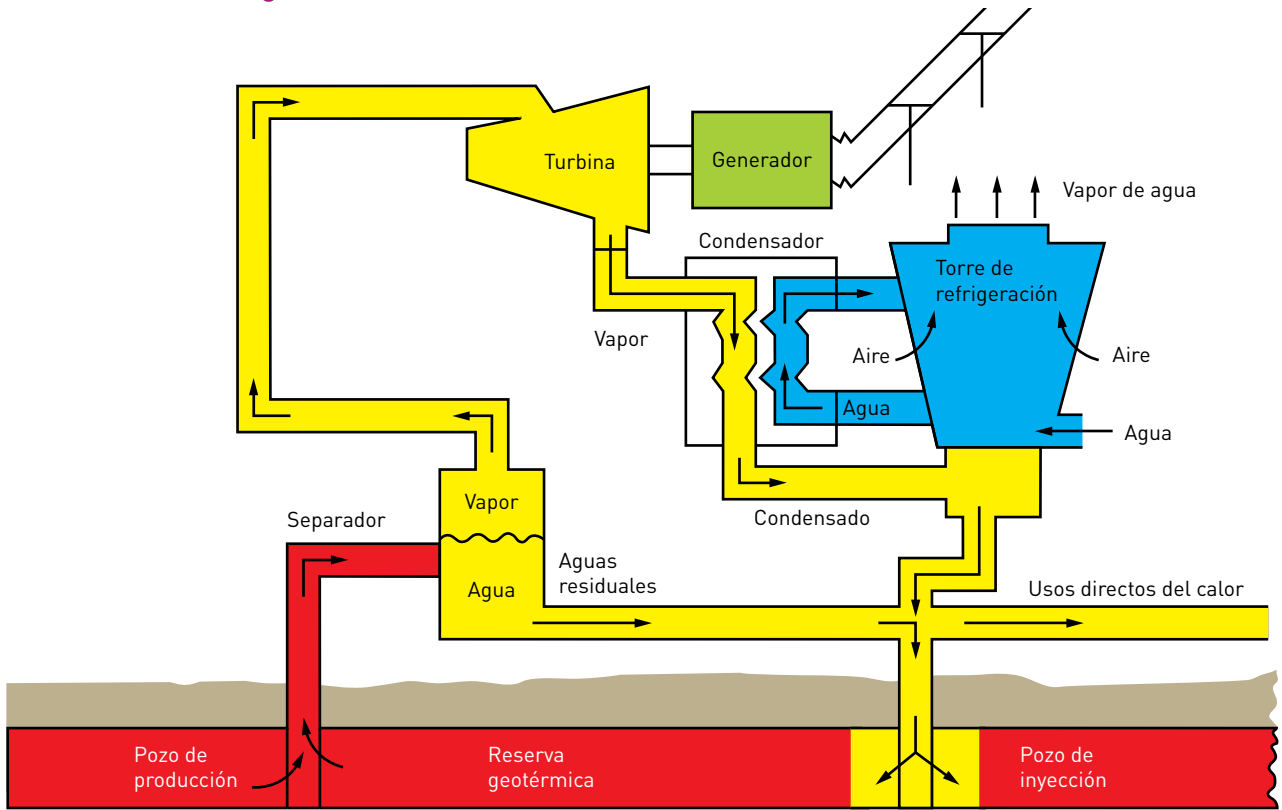 Turbina
Generador
Vapor de agua
Condensador
Torre de
refrigeración
Vapor
Aire
Aire
Agua
Agua
Vapor
Separador
Condensado
Aguas
residuales
Agua
Usos directos del calor
Pozo de
producción
Reserva
geotérmica
Pozo de
inyección